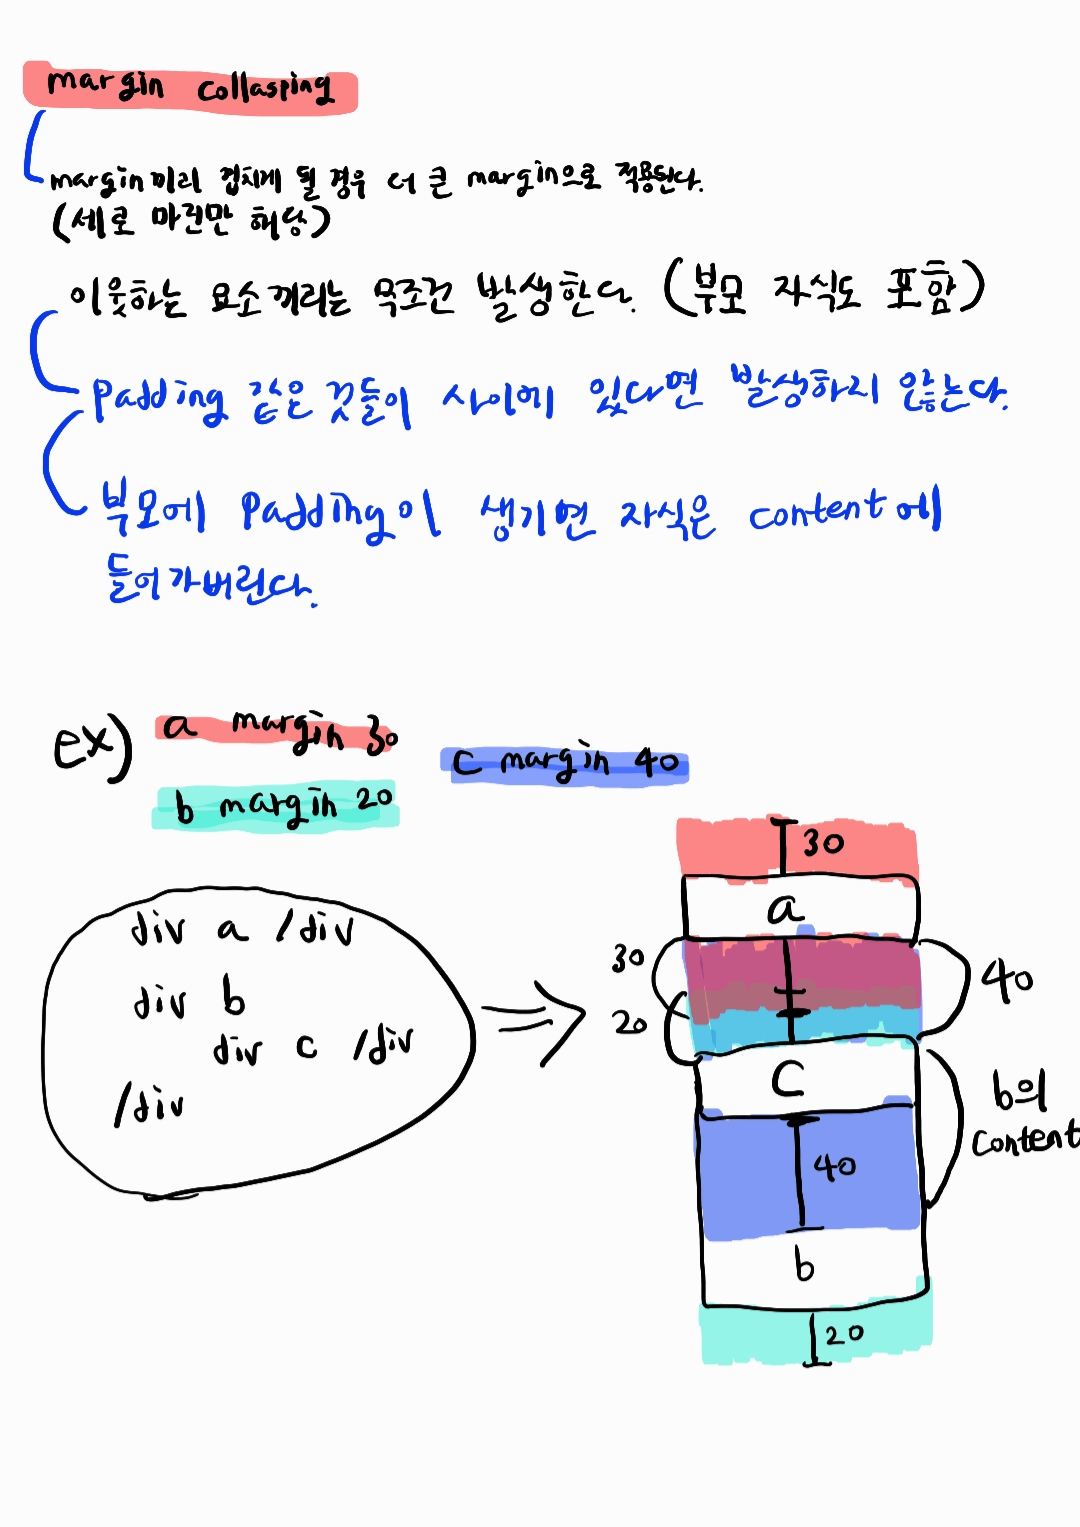 margin collasping
margin끼리 겹치게 될 경우 더 큰 margin으로 적용된다.
(세로 마진만 해당)
이웃하는 요소끼리는 무조건 발생한다. (부모 자식도 포함)
Padding 같은 것들이 사이에 있다면 발생하지 않는다.
부모에 Padding이 생기면 자식은 content에
들어가버린다.
ex) a margin 30
c margin 40
b margin 20
div a /div
div b
div c /div
/div
30
a
30
20
40
C
b의
Content
40
b
20